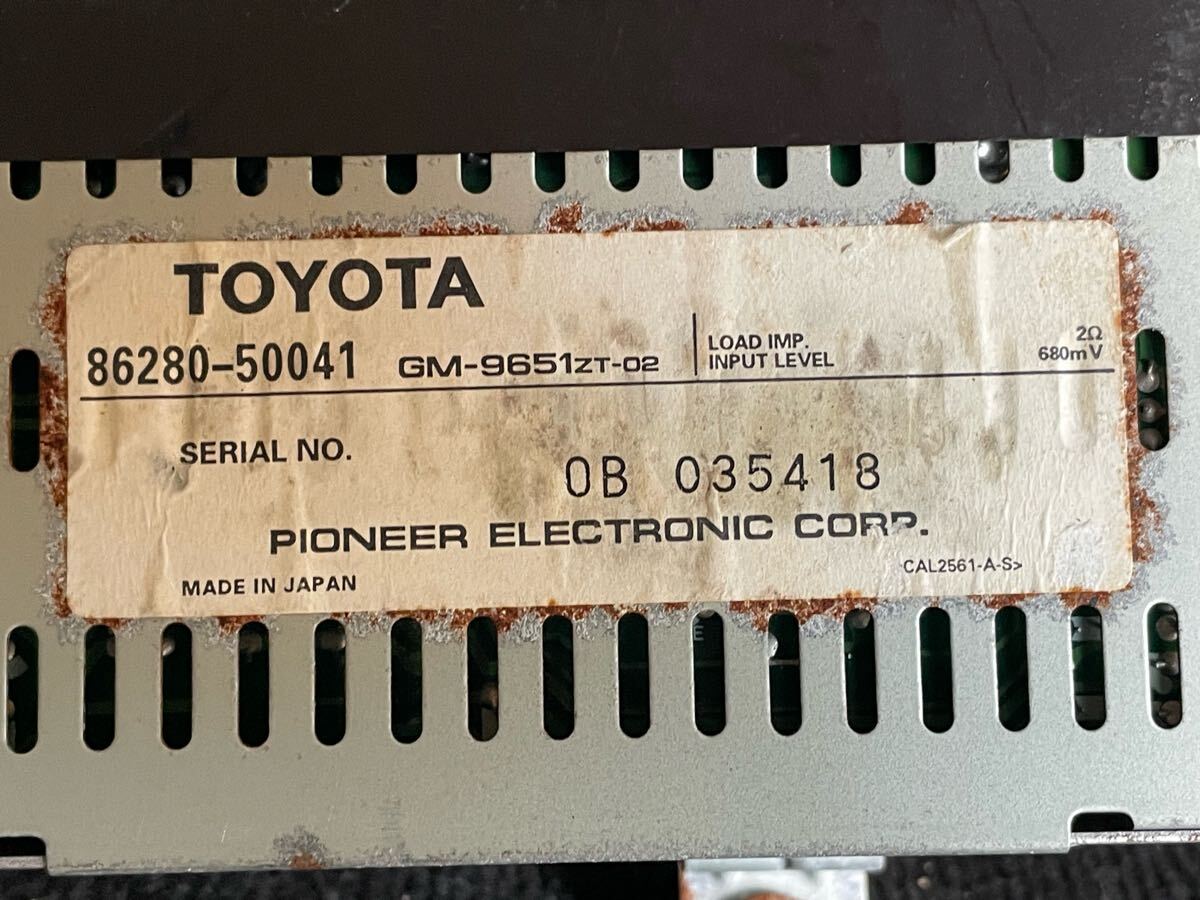 TOYOTA
86280-50041 GM-9651ZT-02
LOAD IMP. 2Ω
INPUT LEVEL 680mV
SERIAL NO.
0B 035418
PIONEER ELECTRONIC CORP.
MADE IN JAPAN
CAL2561-A-S>
E